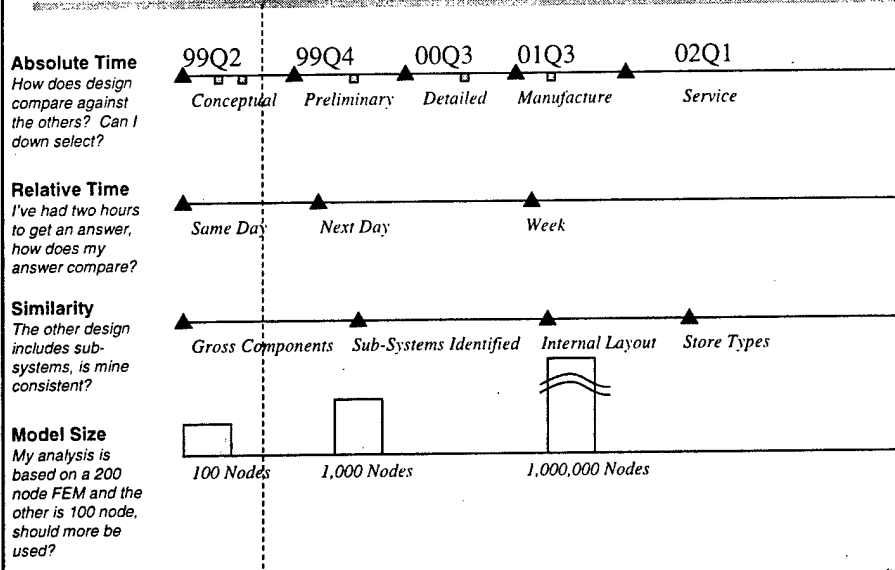 Absolute Time
How does design
compare against
the others? Can I
down select?
99Q2 99Q4 00Q3 01Q3 02Q1
Conceptual Preliminary Detailed Manufacture Service
Relative Time
I've had two hours
to get an answer,
how does my
answer compare?
Same Day Next Day Week
Similarity
The other design
includes sub-
systems, is mine
consistent?
Gross Components Sub-Systems Identified Internal Layout Store Types
Model Size
My analysis is
based on a 200
node FEM and the
other is 100 node,
should more be
used?
100 Nodes 1,000 Nodes 1,000,000 Nodes